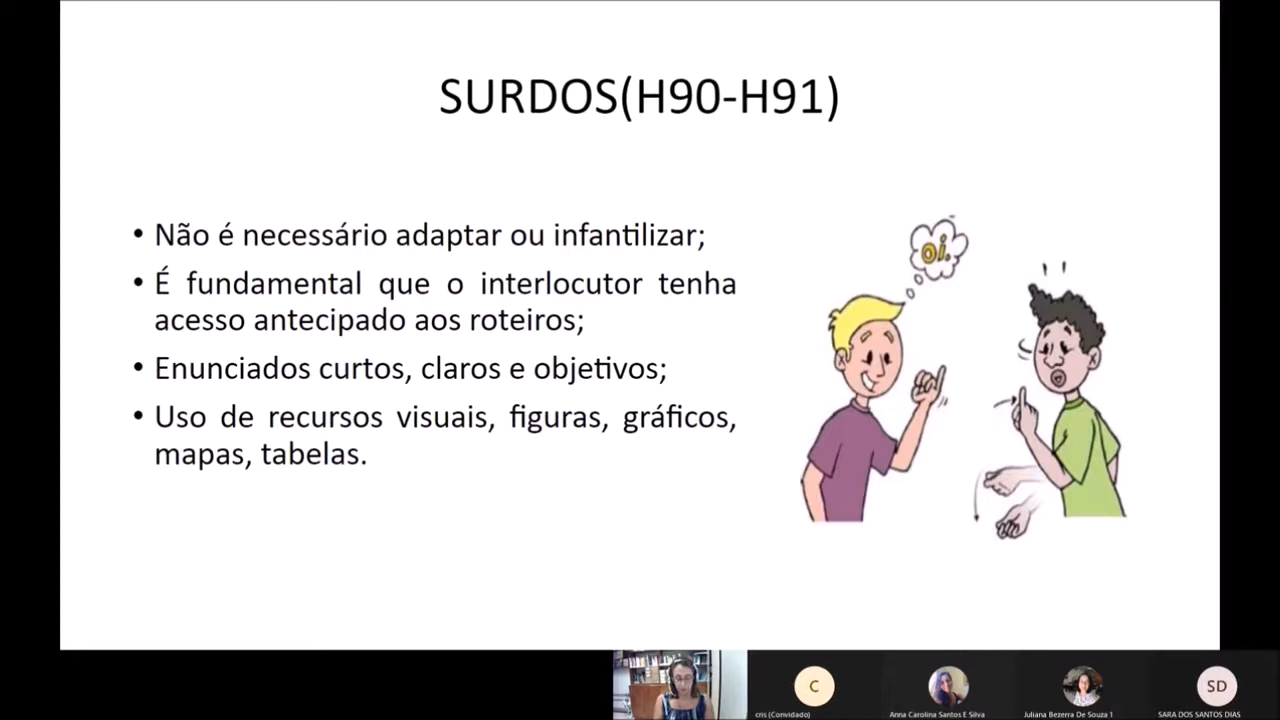 SURDOS(H90-H91)
• Não é necessário adaptar ou infantilizar;
• É fundamental que o interlocutor tenha
acesso antecipado aos roteiros;
• Enunciados curtos, claros e objetivos;
• Uso de recursos visuais, figuras, gráficos,
mapas, tabelas.
oi.
C
SD
cris (Convidado)
Anna Carolina Santos E Silva
Juliana Bezerra De Souza 1
SARA DOS SANTOS DIAS